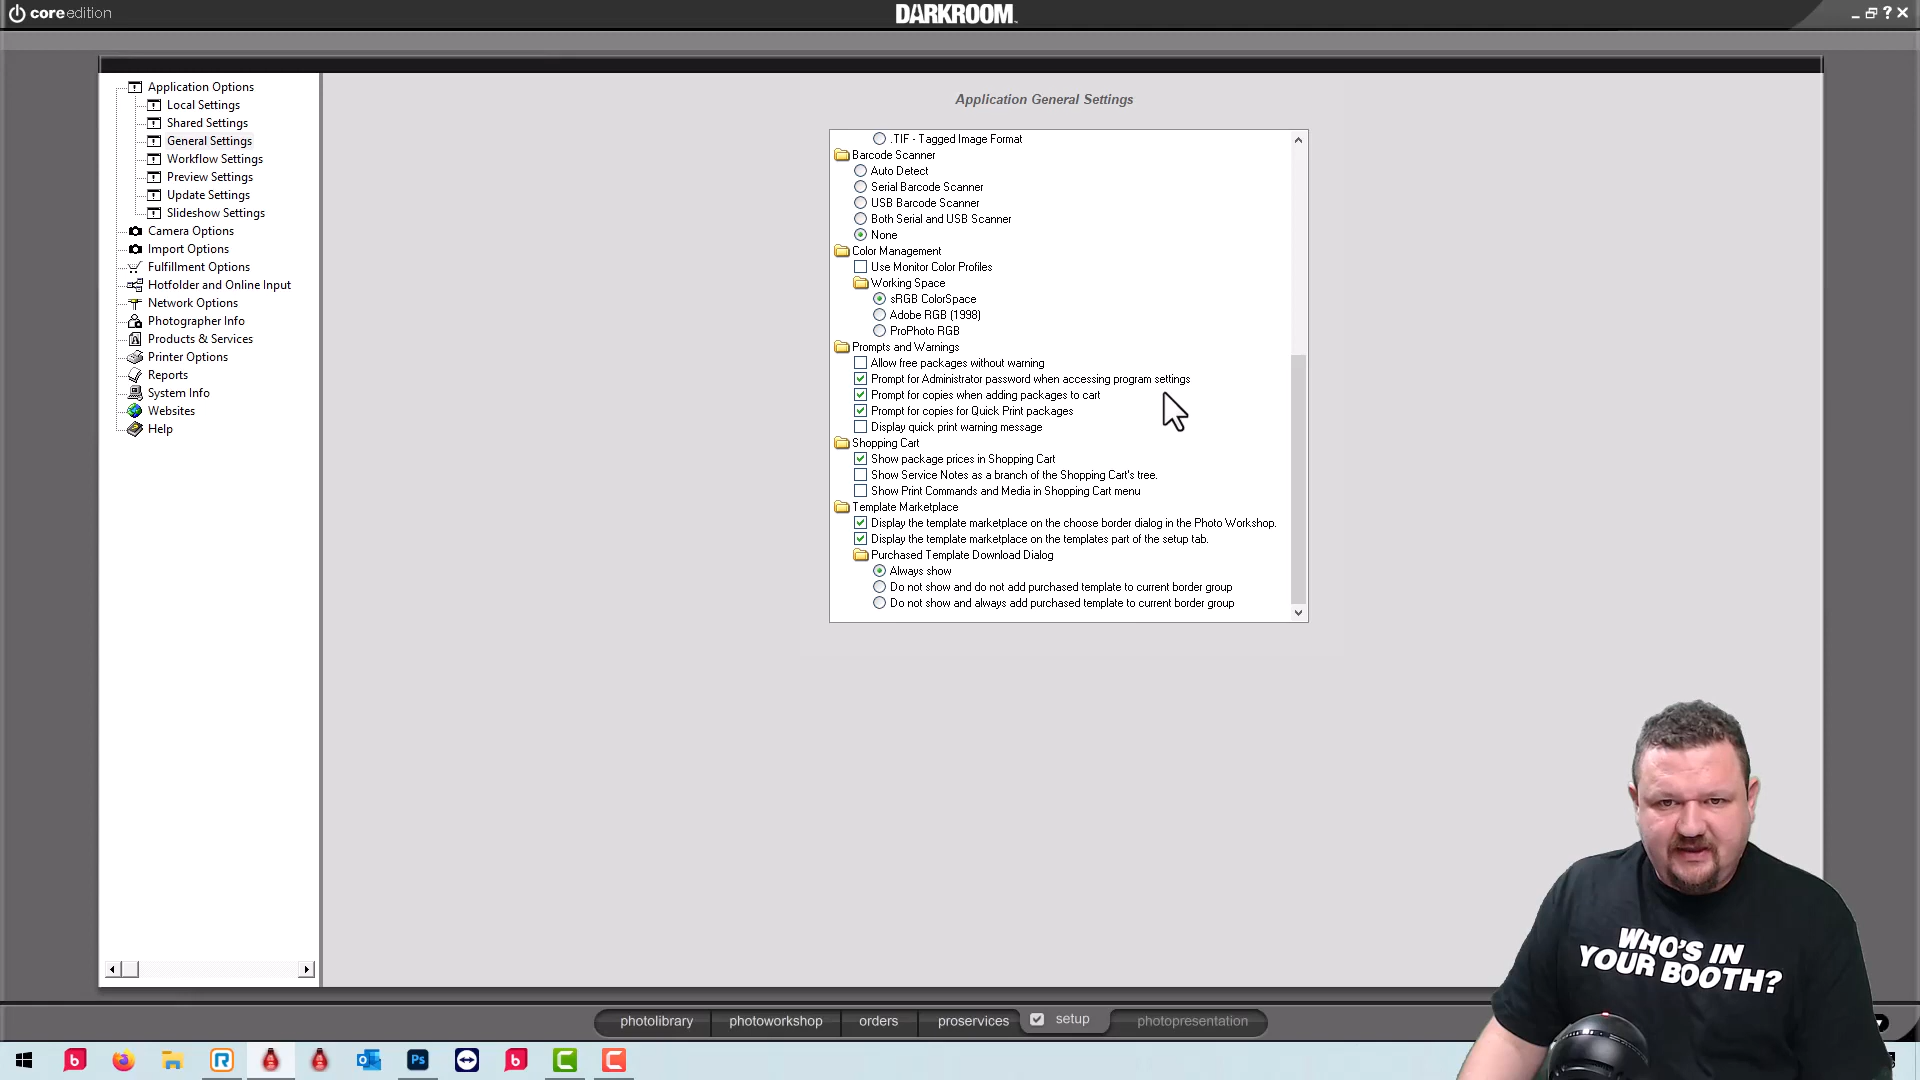 coreedition
DARKROOM
Application Options
Local Settings
Shared Settings
General Settings
Workflow Settings
Preview Settings
Update Settings
Slideshow Settings
Camera Options
Import Options
Fulfillment Options
Hotfolder and Online Input
Network Options
Photographer Info
Products & Services
Printer Options
Reports
System Info
Websites
Help
Application General Settings
.TIF - Tagged Image Format
Barcode Scanner
Auto Detect
Serial Barcode Scanner
USB Barcode Scanner
Both Serial and USB Scanner
None
Color Management
Use Monitor Color Profiles
Working Space
sRGB ColorSpace
Adobe RGB (1998)
ProPhoto RGB
Prompts and Warnings
Allow free packages without warning
Prompt for Administrator password when accessing program settings
Prompt for copies when adding packages to cart
Prompt for copies for Quick Print packages
Display quick print warning message
Shopping Cart
Show package prices in Shopping Cart
Show Service Notes as a branch of the Shopping Cart's tree.
Show Print Commands and Media in Shopping Cart menu
Template Marketplace
Display the template marketplace on the choose border dialog in the Photo Workshop.
Display the template marketplace on the templates part of the setup tab.
Purchased Template Download Dialog
Always show
Do not show and do not add purchased template to current border group
Do not show and always add purchased template to current border group
WHO'S IN
YOUR BOOTH?
photolibrary
photoworkshop
orders
proservices
setup
photopresentation
b
R
Ps
b
C
C